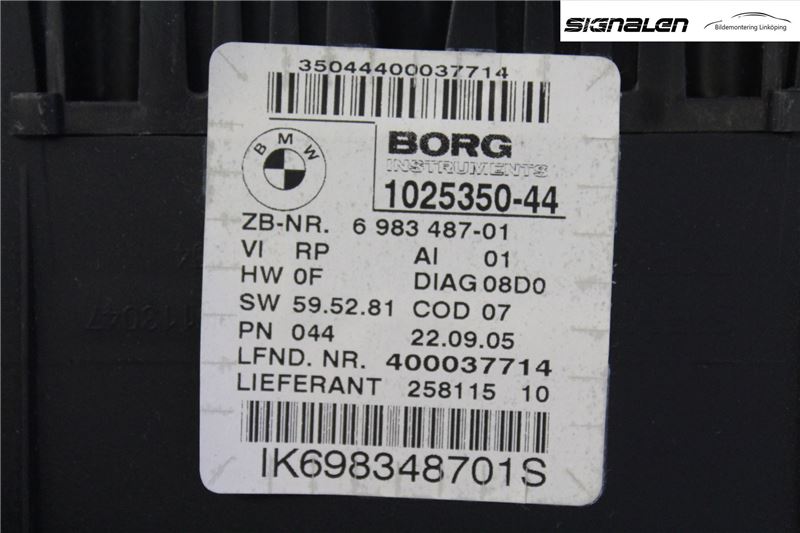 SIGNALEN
Bildemontering Linköping
35044400037714
BMW
BORG
INSTRUMENTS
1025350-44
ZB-NR. 6 983 487-01
VI RP AI 01
HW 0F DIAG 08D0
SW 59.52.81 COD 07
PN 044 22.09.05
LFND. NR. 400037714
LIEFERANT 258115 10
IK698348701S